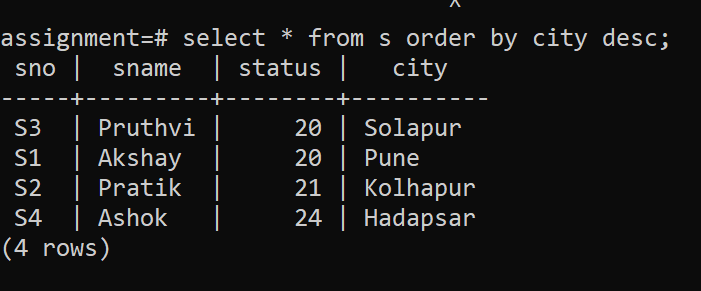 ^
assignment=# select * from s order by city desc;
 sno |  sname  | status |   city
-----+---------+--------+----------
 S3  | Pruthvi |     20 | Solapur
 S1  | Akshay  |     20 | Pune
 S2  | Pratik  |     21 | Kolhapur
 S4  | Ashok   |     24 | Hadapsar
(4 rows)